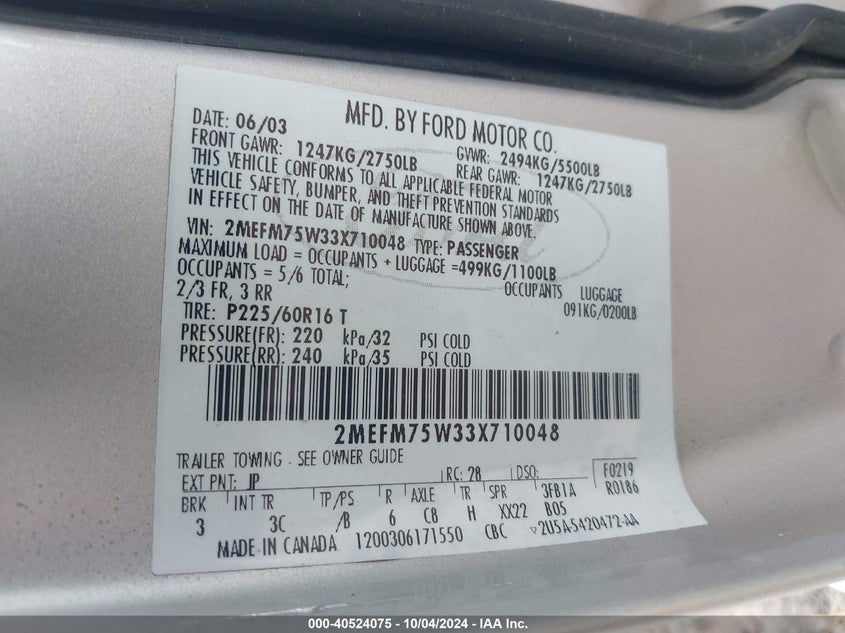 MFD. BY FORD MOTOR CO.
DATE: 06/03
GVWR: 2494KG/5500LB
FRONT GAWR: 1247KG/2750LB
REAR GAWR: 1247KG/2750LB
THIS VEHICLE CONFORMS TO ALL APPLICABLE FEDERAL MOTOR
VEHICLE SAFETY, BUMPER, AND THEFT PREVENTION STANDARDS
IN EFFECT ON THE DATE OF MANUFACTURE SHOWN ABOVE.
VIN: 2MEFM75W33X710048 TYPE: PASSENGER
MAXIMUM LOAD = OCCUPANTS + LUGGAGE =499KG/1100LB
OCCUPANTS = 5/6 TOTAL; OCCUPANTS LUGGAGE
2/3 FR, 3 RR 091KG/0200LB
TIRE: P225/60R16 T
PRESSURE(FR): 220 kPa/32 PSI COLD
PRESSURE(RR): 240 kPa/35 PSI COLD
2MEFM75W33X710048
TRAILER TOWING - SEE OWNER GUIDE
EXT PNT: JP RC: 28 DSO: F0219
BRK INT TR TP/PS R AXLE TR SPR 3FB1A R0186
3 3C /B 6 C8 H XX22 B05
MADE IN CANADA 1200306171550 CBC 2U5A-5420472-AA
000-40524075 - 10/04/2024 - IAA Inc.